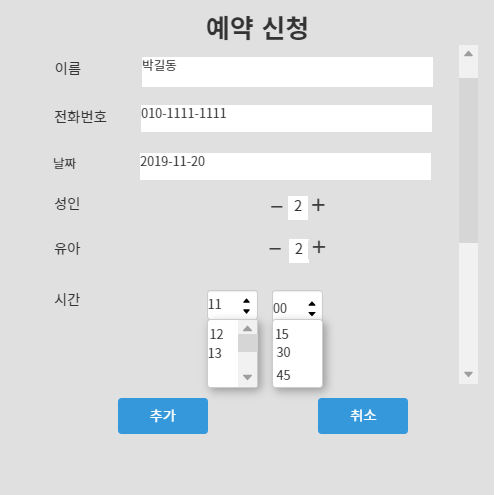 예약 신청
이름 박길동
전화번호 010-1111-1111
날짜 2019-11-20
성인 − 2 +
유아 − 2 +
시간 11 00
12 15
13 30
45
추가 취소